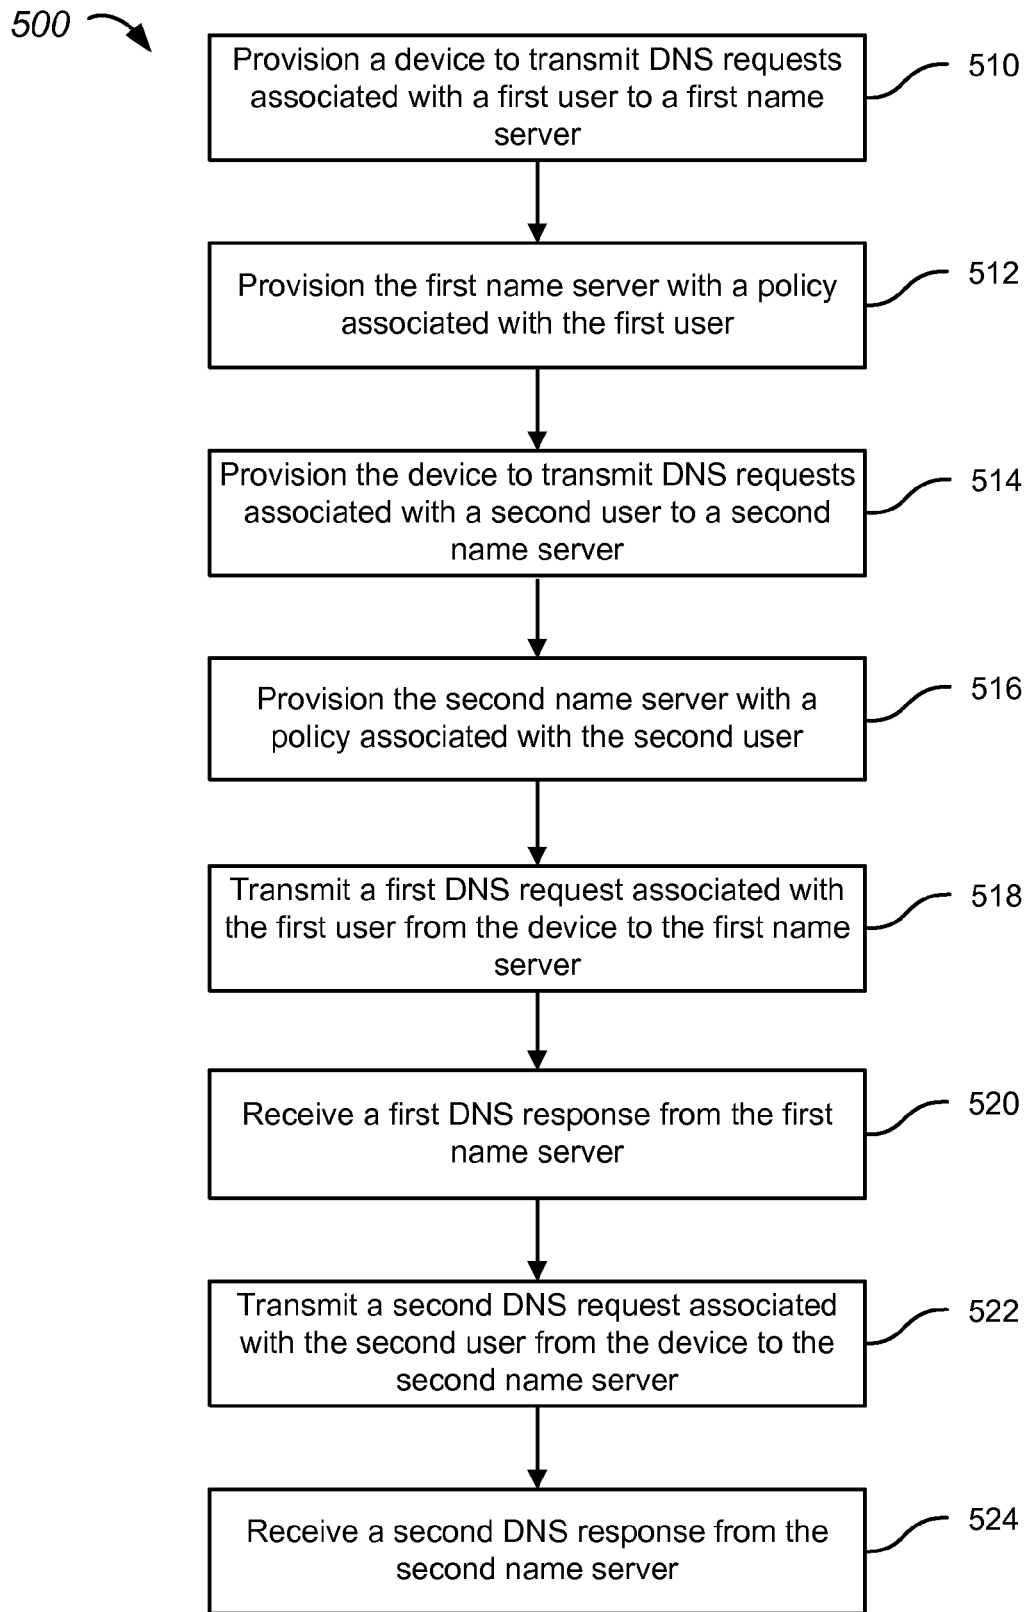 500
Provision a device to transmit DNS requests
associated with a first user to a first name
server
510
Provision the first name server with a policy
associated with the first user
512
Provision the device to transmit DNS requests
associated with a second user to a second
name server
514
Provision the second name server with a
policy associated with the second user
516
Transmit a first DNS request associated with
the first user from the device to the first name
server
518
Receive a first DNS response from the first
name server
520
Transmit a second DNS request associated
with the second user from the device to the
second name server
522
Receive a second DNS response from the
second name server
524